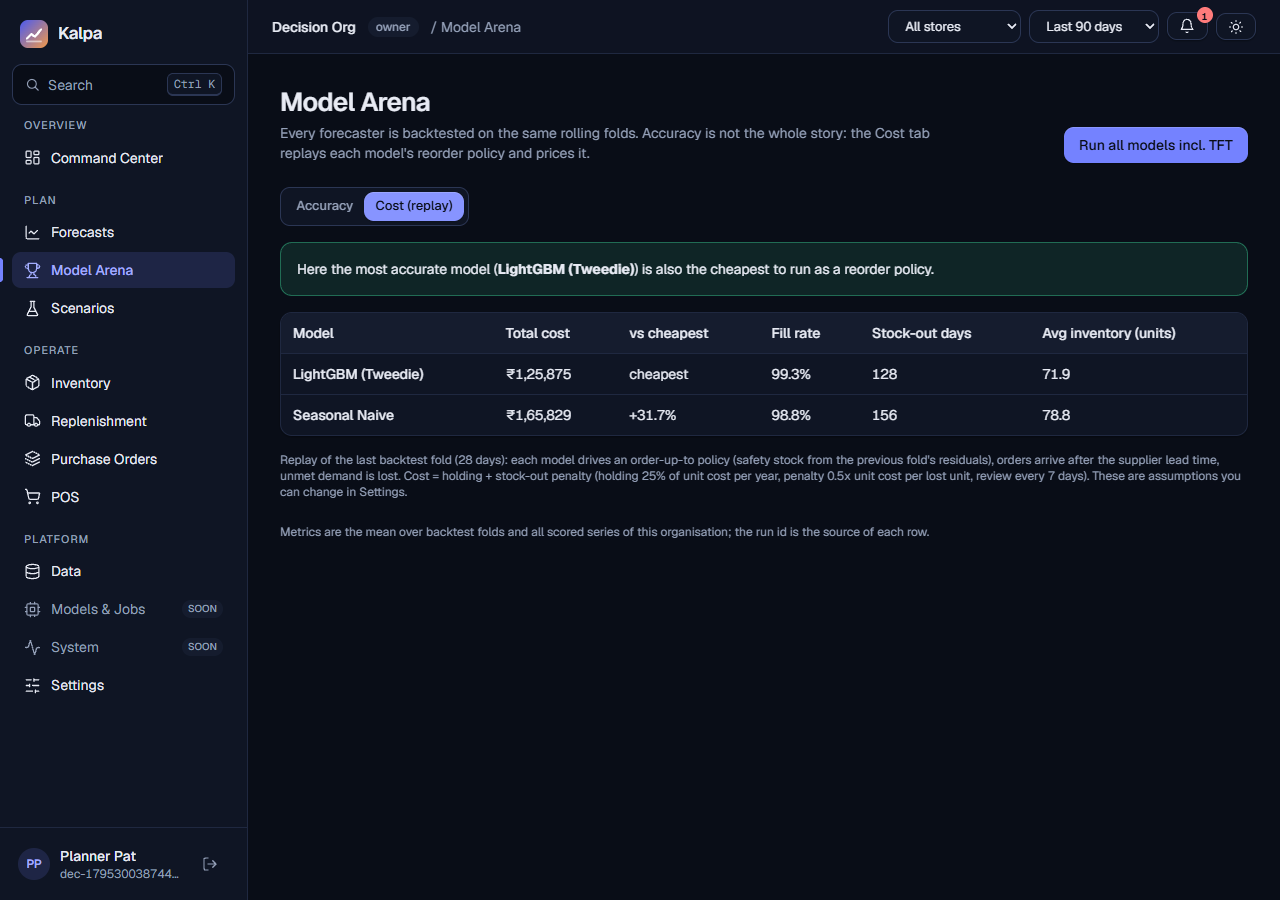 Kalpa
Search
Ctrl K
OVERVIEW
Command Center
PLAN
Forecasts
Model Arena
Scenarios
OPERATE
Inventory
Replenishment
Purchase Orders
POS
PLATFORM
Data
Models & Jobs SOON
System SOON
Settings
PP
Planner Pat
dec-179530038744...
Decision Org owner / Model Arena
All stores
Last 90 days
1
Model Arena
Every forecaster is backtested on the same rolling folds. Accuracy is not the whole story: the Cost tab
replays each model's reorder policy and prices it.
Run all models incl. TFT
Accuracy Cost (replay)
Here the most accurate model (LightGBM (Tweedie)) is also the cheapest to run as a reorder policy.
Model Total cost vs cheapest Fill rate Stock-out days Avg inventory (units)
LightGBM (Tweedie) ₹1,25,875 cheapest 99.3% 128 71.9
Seasonal Naive ₹1,65,829 +31.7% 98.8% 156 78.8
Replay of the last backtest fold (28 days): each model drives an order-up-to policy (safety stock from the previous fold's residuals), orders arrive after the supplier lead time,
unmet demand is lost. Cost = holding + stock-out penalty (holding 25% of unit cost per year, penalty 0.5x unit cost per lost unit, review every 7 days). These are assumptions you
can change in Settings.
Metrics are the mean over backtest folds and all scored series of this organisation; the run id is the source of each row.